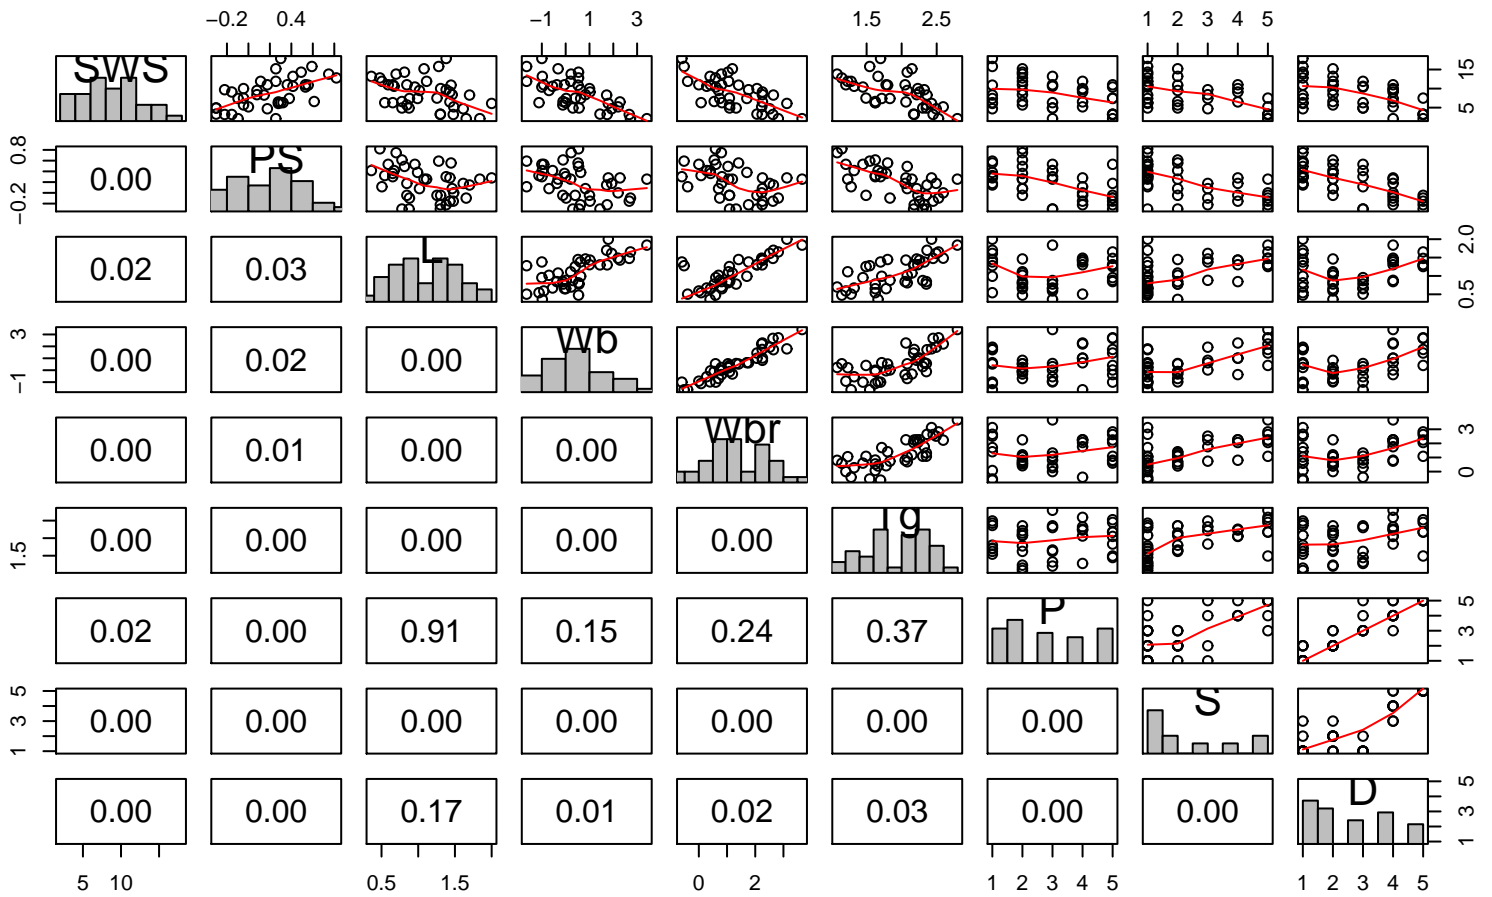 −0.2 0.4 −1 1 3 1.5 2.5 1 2 3 4 5
SWS 5 15
−0.2 0.8 0.00 PS
0.02 0.03 L 0.5 2.0
−1 3 0.00 0.02 0.00 Wb
0.00 0.01 0.00 0.00 Wbr 0 3
1.5 0.00 0.00 0.00 0.00 0.00 Tg
0.02 0.00 0.91 0.15 0.24 0.37 P 1 3 5
1 3 5 0.00 0.00 0.00 0.00 0.00 0.00 0.00 S
0.00 0.00 0.17 0.01 0.02 0.03 0.00 0.00 D 1 3 5
5 10 0.5 1.5 0 2 1 2 3 4 5 1 2 3 4 5